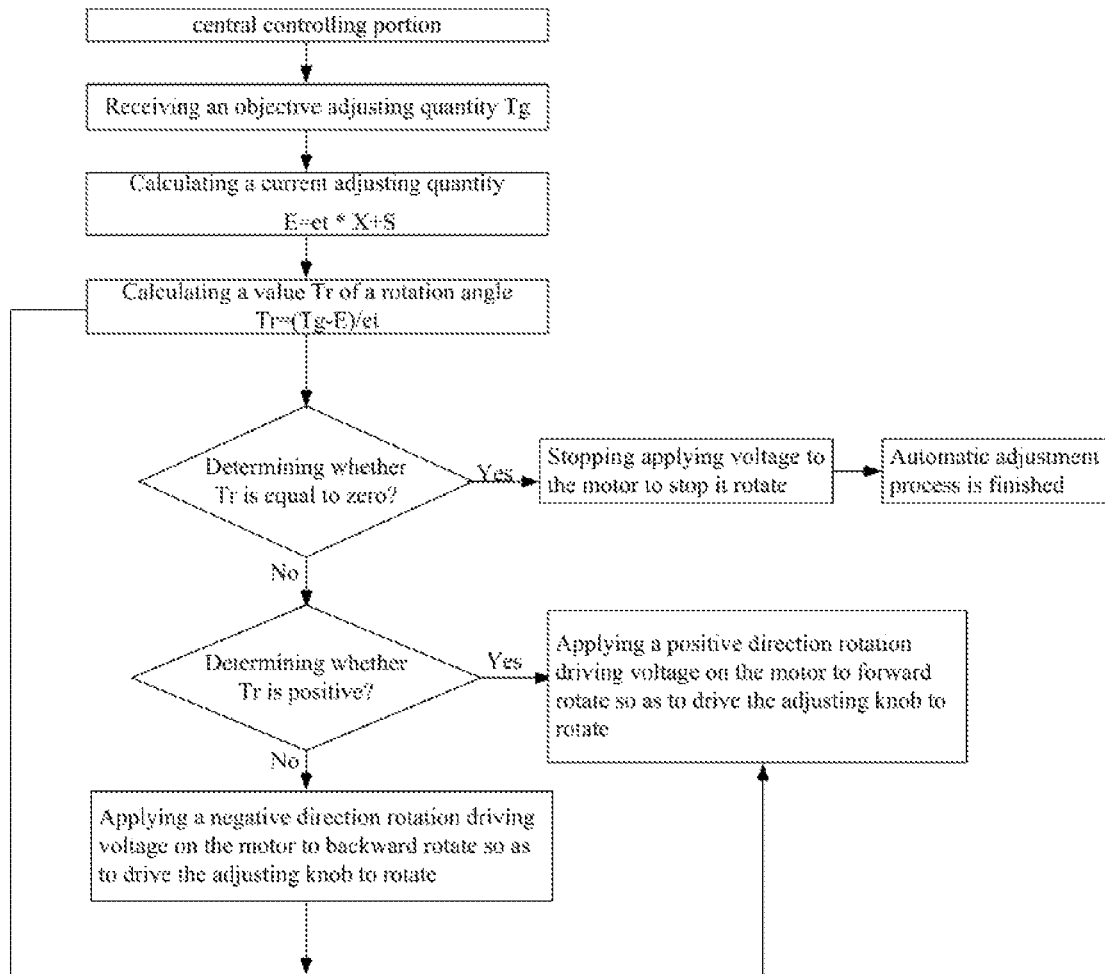 central controlling portion
Receiving an objective adjusting quantity Tg
Calculating a current adjusting quantity
E=et * X+S
Calculating a value Tr of a rotation angle
Tr=(Tg-E)/et
Determining whether
Tr is equal to zero?
Yes
Stopping applying voltage to
the motor to stop it rotate
Automatic adjustment
process is finished
No
Determining whether
Tr is positive?
Yes
Applying a positive direction rotation
driving voltage on the motor to forward
rotate so as to drive the adjusting knob to
rotate
No
Applying a negative direction rotation driving
voltage on the motor to backward rotate so as
to drive the adjusting knob to rotate